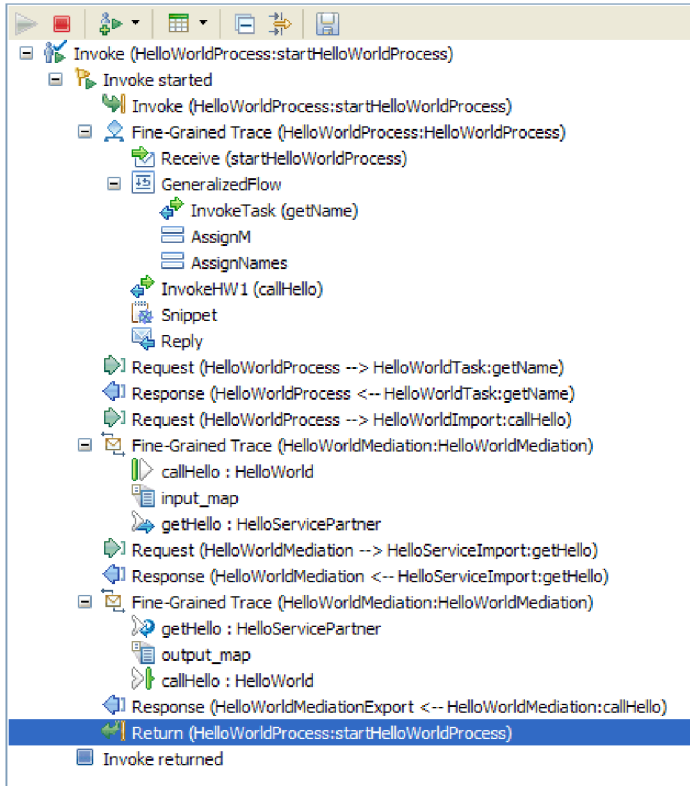 Invoke (HelloWorldProcess:startHelloWorldProcess)
Invoke started
Invoke (HelloWorldProcess:startHelloWorldProcess)
Fine-Grained Trace (HelloWorldProcess:HelloWorldProcess)
Receive (startHelloWorldProcess)
GeneralizedFlow
InvokeTask (getName)
AssignM
AssignNames
InvokeHW1 (callHello)
Snippet
Reply
Request (HelloWorldProcess --> HelloWorldTask:getName)
Response (HelloWorldProcess <-- HelloWorldTask:getName)
Request (HelloWorldProcess --> HelloWorldImport:callHello)
Fine-Grained Trace (HelloWorldMediation:HelloWorldMediation)
callHello : HelloWorld
input_map
getHello : HelloServicePartner
Request (HelloWorldMediation --> HelloServiceImport:getHello)
Response (HelloWorldMediation <-- HelloServiceImport:getHello)
Fine-Grained Trace (HelloWorldMediation:HelloWorldMediation)
getHello : HelloServicePartner
output_map
callHello : HelloWorld
Response (HelloWorldMediationExport <-- HelloWorldMediation:callHello)
Return (HelloWorldProcess:startHelloWorldProcess)
Invoke returned